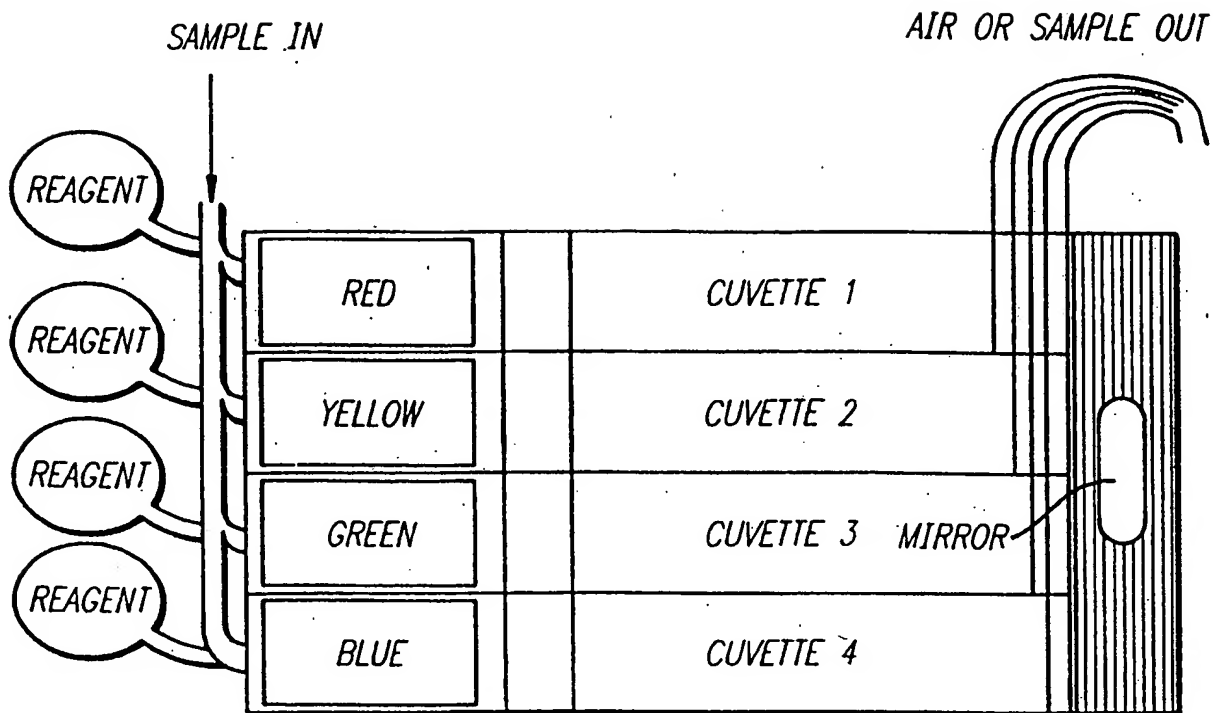 SAMPLE IN
AIR OR SAMPLE OUT
REAGENT
RED
CUVETTE 1
REAGENT
YELLOW
CUVETTE 2
REAGENT
GREEN
CUVETTE 3
MIRROR
REAGENT
BLUE
CUVETTE 4